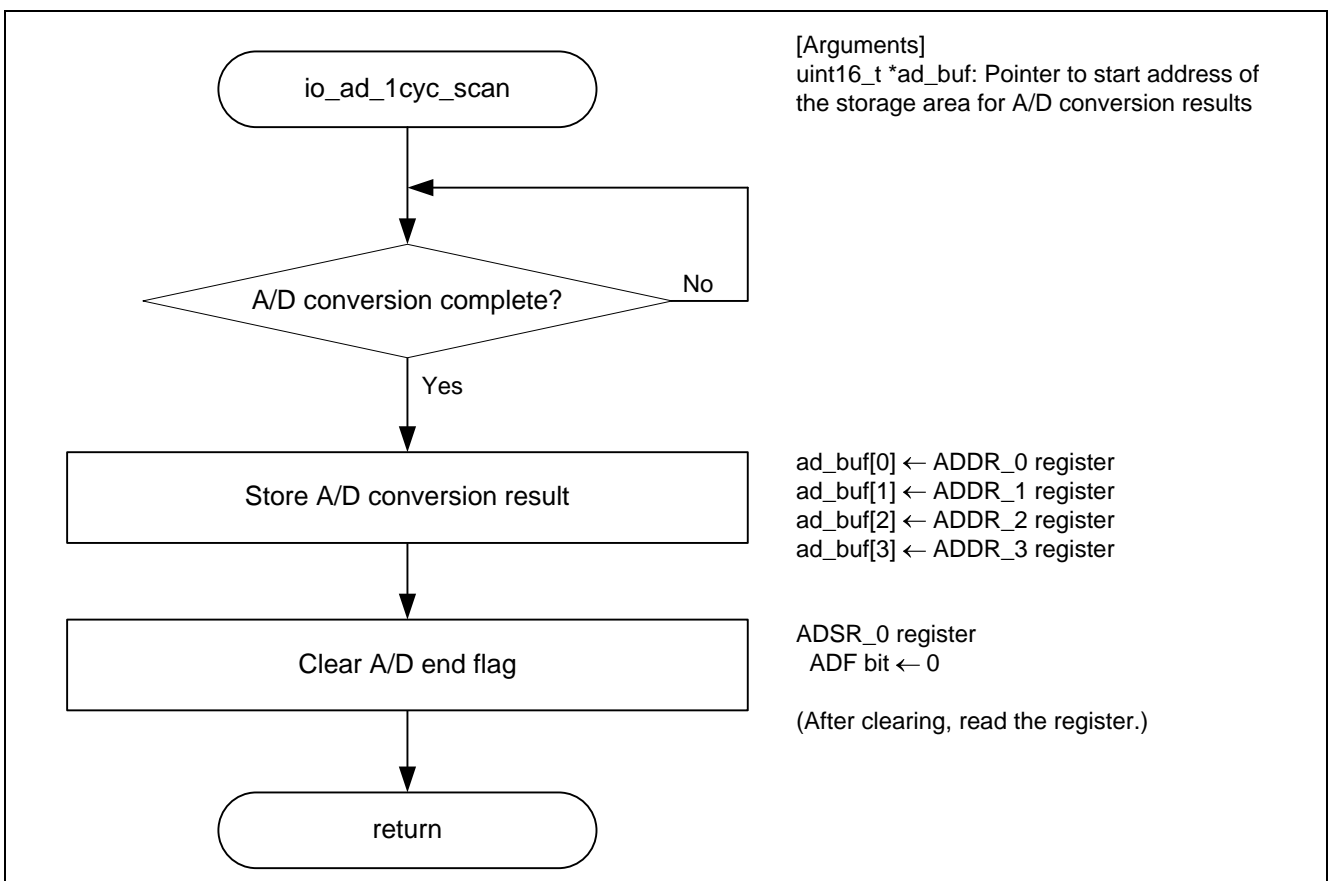 io_ad_1cyc_scan
[Arguments]
uint16_t *ad_buf: Pointer to start address of
the storage area for A/D conversion results
A/D conversion complete?
No
Yes
Store A/D conversion result
ad_buf[0] ← ADDR_0 register
ad_buf[1] ← ADDR_1 register
ad_buf[2] ← ADDR_2 register
ad_buf[3] ← ADDR_3 register
Clear A/D end flag
ADSR_0 register
ADF bit ← 0
(After clearing, read the register.)
return